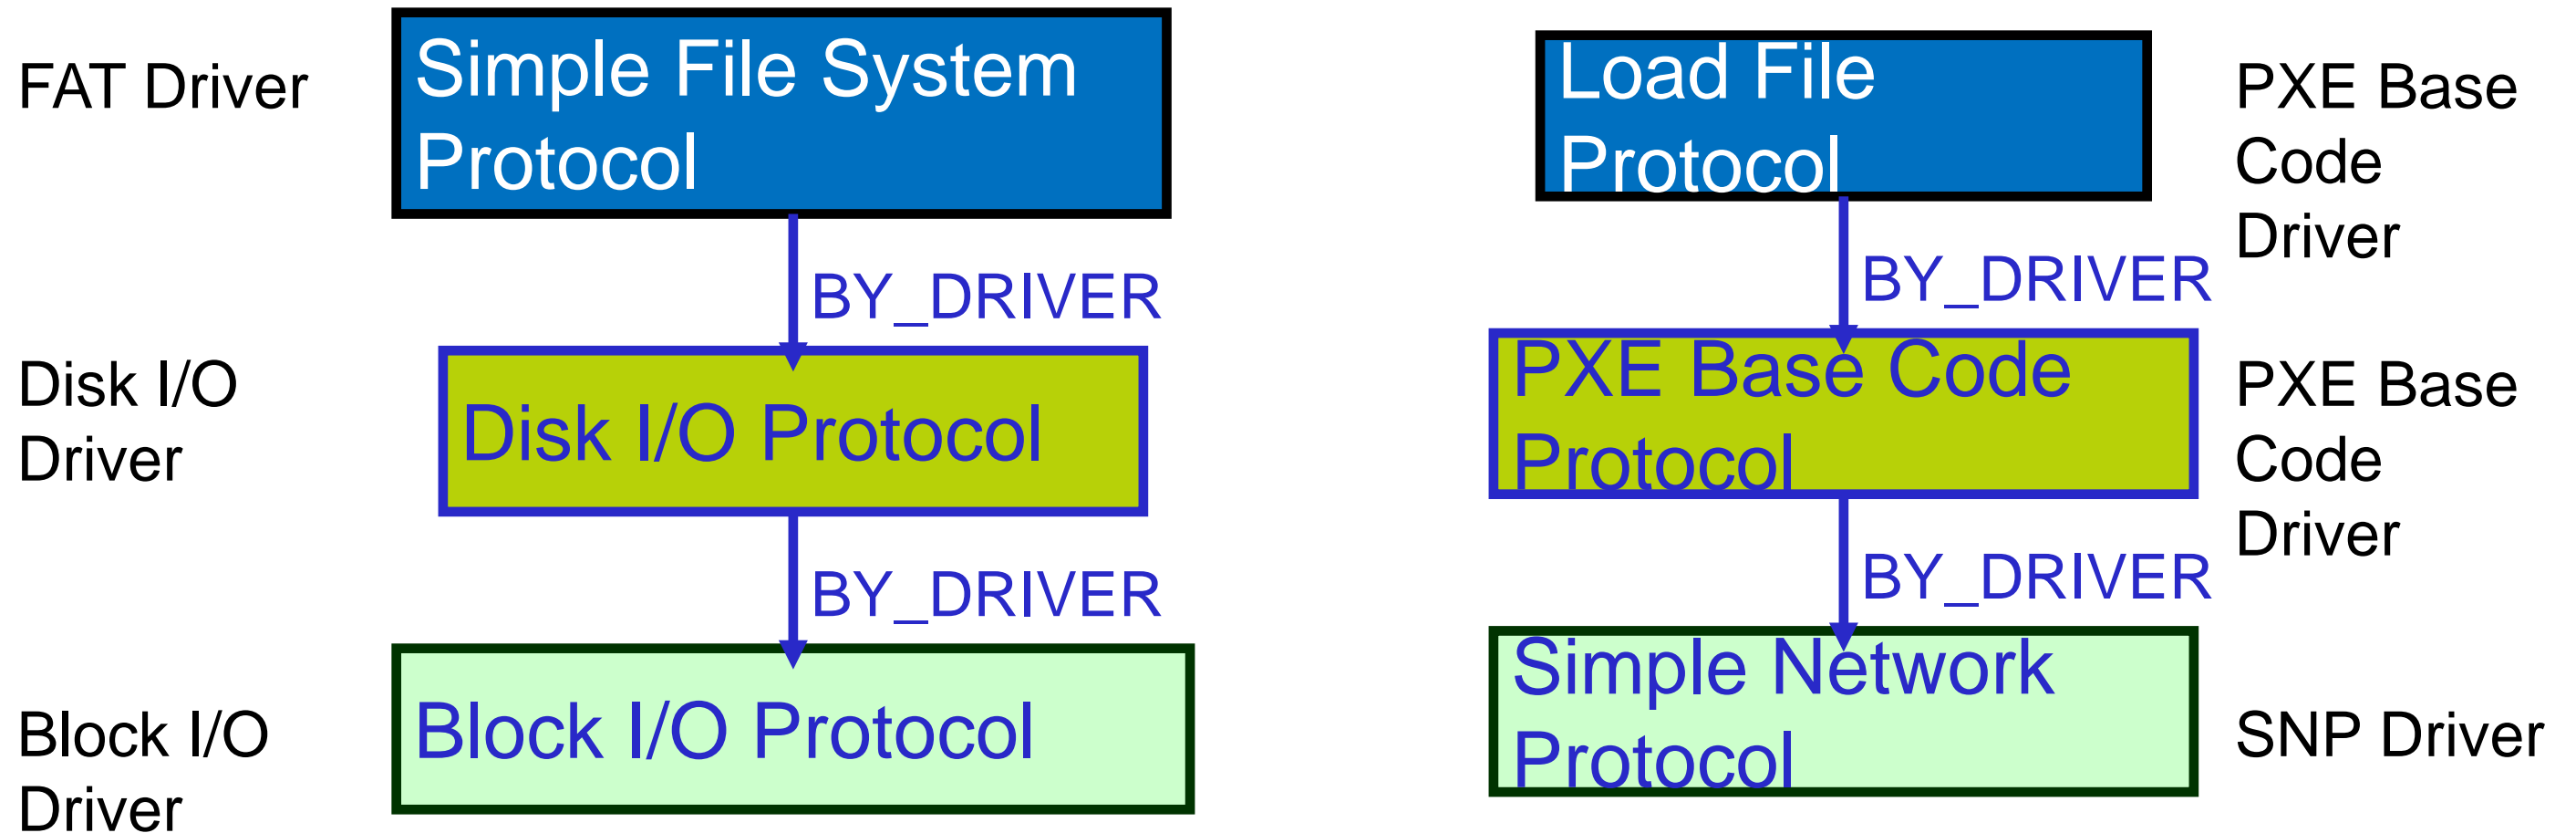 FAT Driver
Simple File System
Protocol
BY_DRIVER
Disk I/O
Driver
Disk I/O Protocol
BY_DRIVER
Block I/O
Driver
Block I/O Protocol
Load File
Protocol
PXE Base
Code
Driver
BY_DRIVER
PXE Base Code
Protocol
PXE Base
Code
Driver
BY_DRIVER
Simple Network
Protocol
SNP Driver